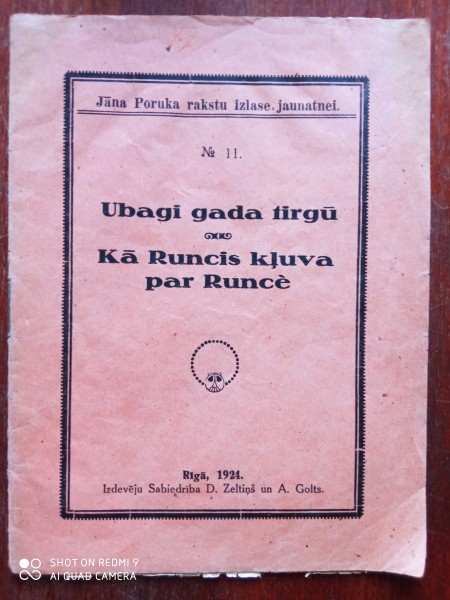 Jāņa Poruka rakstu izlase jaunatnei.
№ 11.
Ubagi gada tirgū
Kā Runcis kļuva
par Runcè
Rīgā, 1924.
Izdevēju Sabiedrība D. Zeltiņš un A. Golts.
SHOT ON REDMI 9
AI QUAD CAMERA